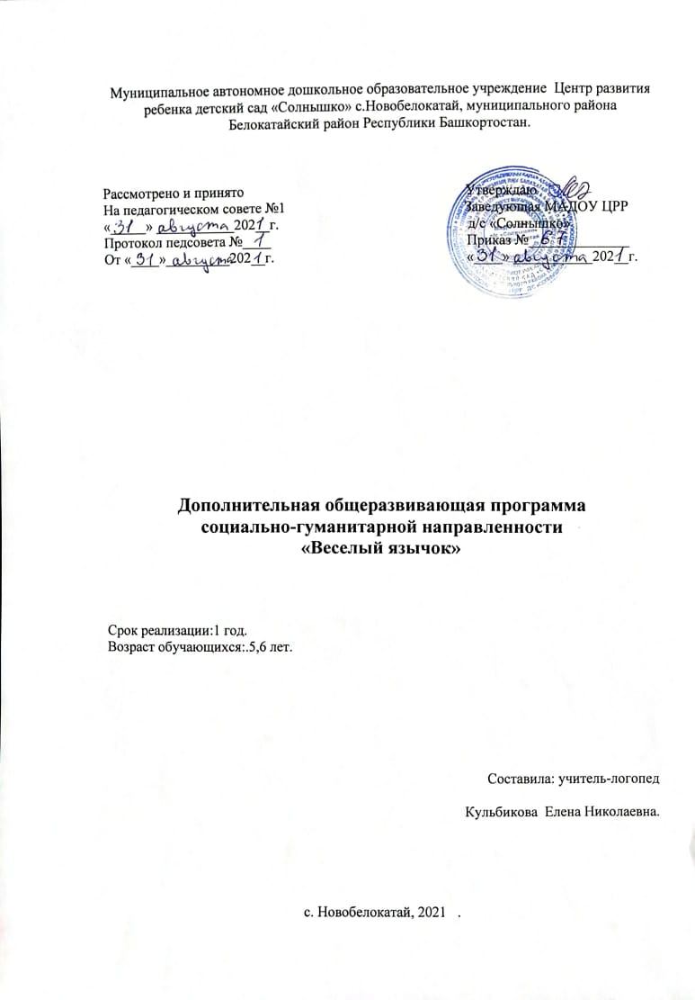 Муниципальное автономное дошкольное образовательное учреждение Центр развития
ребенка детский сад «Солнышко» с.Новобелокатай, муниципального района
Белокатайский район Республики Башкортостан.
Рассмотрено и принято
На педагогическом совете №1
«31» августа 2021 г.
Протокол педсовета № 1
От «31» августа 2021 г.
Утверждаю
Заведующая МАДОУ ЦРР
д/с «Солнышко»
Приказ № 67
«31» августа 2021 г.
Дополнительная общеразвивающая программа
социально-гуманитарной направленности
«Веселый язычок»
Срок реализации:1 год.
Возраст обучающихся:.5,6 лет.
Составила: учитель-логопед
Кульбикова Елена Николаевна.
с. Новобелокатай, 2021 .